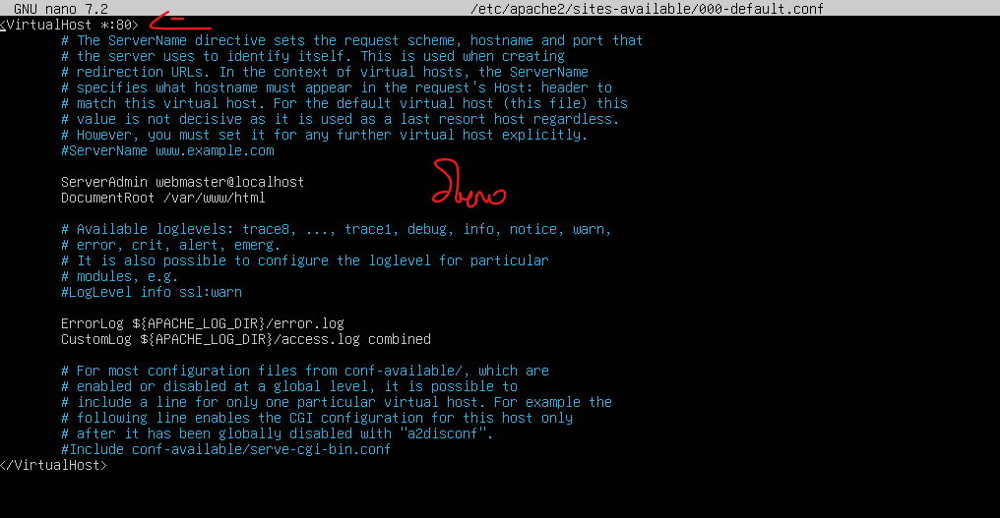 GNU nano 7.2 /etc/apache2/sites-available/000-default.conf
<VirtualHost *:80>
# The ServerName directive sets the request scheme, hostname and port that
# the server uses to identify itself. This is used when creating
# redirection URLs. In the context of virtual hosts, the ServerName
# specifies what hostname must appear in the request's Host: header to
# match this virtual host. For the default virtual host (this file) this
# value is not decisive as it is used as a last resort host regardless.
# However, you must set it for any further virtual host explicitly.
#ServerName www.example.com
ServerAdmin webmaster@localhost
DocumentRoot /var/www/html
# Available loglevels: trace8, ..., trace1, debug, info, notice, warn,
# error, crit, alert, emerg.
# It is also possible to configure the loglevel for particular
# modules, e.g.
#LogLevel info ssl:warn
ErrorLog ${APACHE_LOG_DIR}/error.log
CustomLog ${APACHE_LOG_DIR}/access.log combined
# For most configuration files from conf-available/, which are
# enabled or disabled at a global level, it is possible to
# include a line for only one particular virtual host. For example the
# following line enables the CGI configuration for this host only
# after it has been globally disabled with "a2disconf".
#Include conf-available/serve-cgi-bin.conf
</VirtualHost>